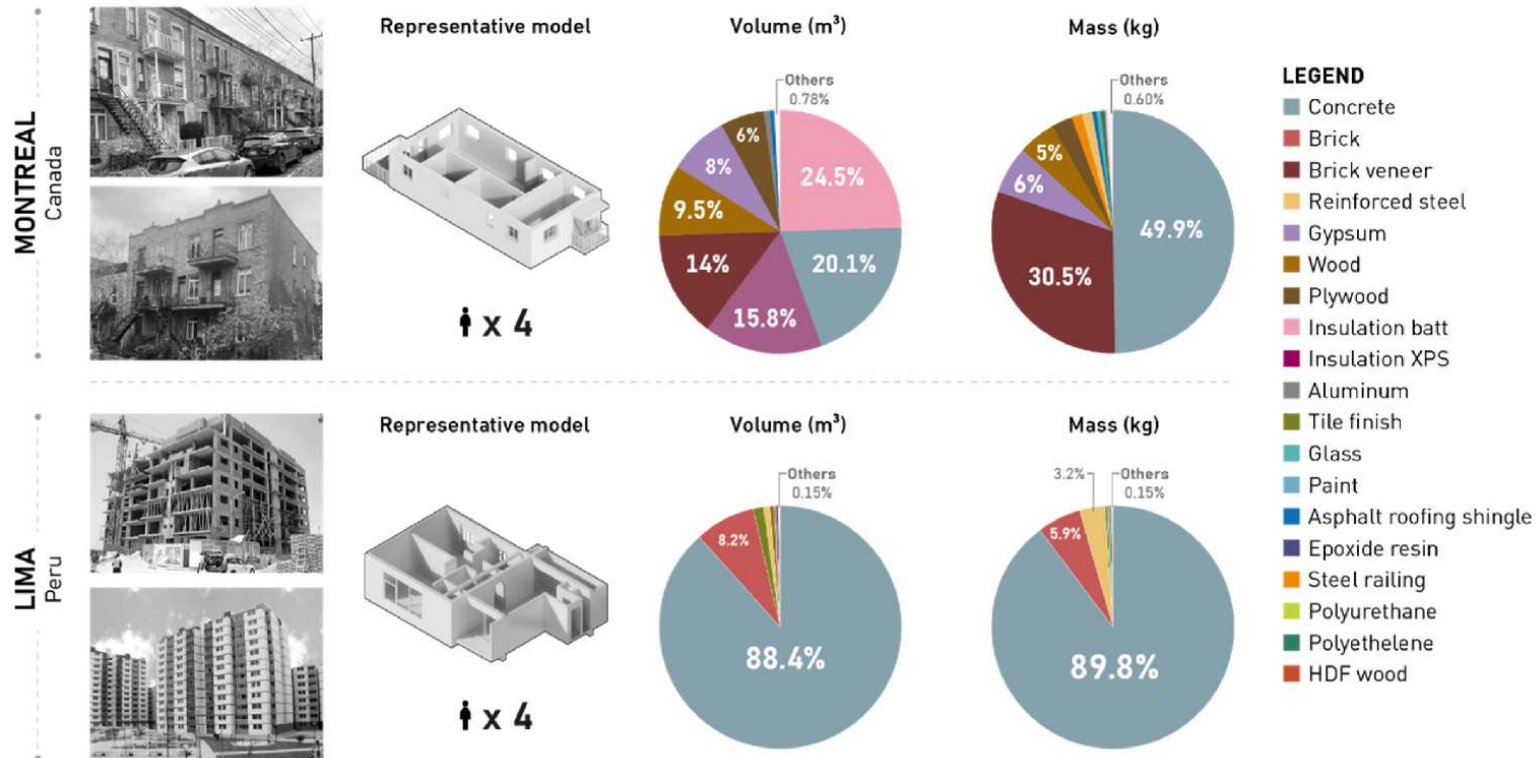 MONTREAL
Canada
Representative model
Volume (m³)
Mass (kg)
x 4
Others
0.78%
24.5%
20.1%
15.8%
14%
9.5%
8%
6%
Others
0.60%
49.9%
30.5%
6%
5%
LIMA
Peru
Representative model
Volume (m³)
Mass (kg)
x 4
Others
0.15%
8.2%
88.4%
3.2%
Others
0.15%
5.9%
89.8%
LEGEND
Concrete
Brick
Brick veneer
Reinforced steel
Gypsum
Wood
Plywood
Insulation batt
Insulation XPS
Aluminum
Tile finish
Glass
Paint
Asphalt roofing shingle
Epoxide resin
Steel railing
Polyurethane
Polyethelene
HDF wood